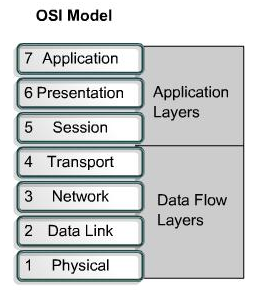 OSI Model
7 Application
6 Presentation
5 Session
4 Transport
3 Network
2 Data Link
1 Physical
Application
Layers
Data Flow
Layers